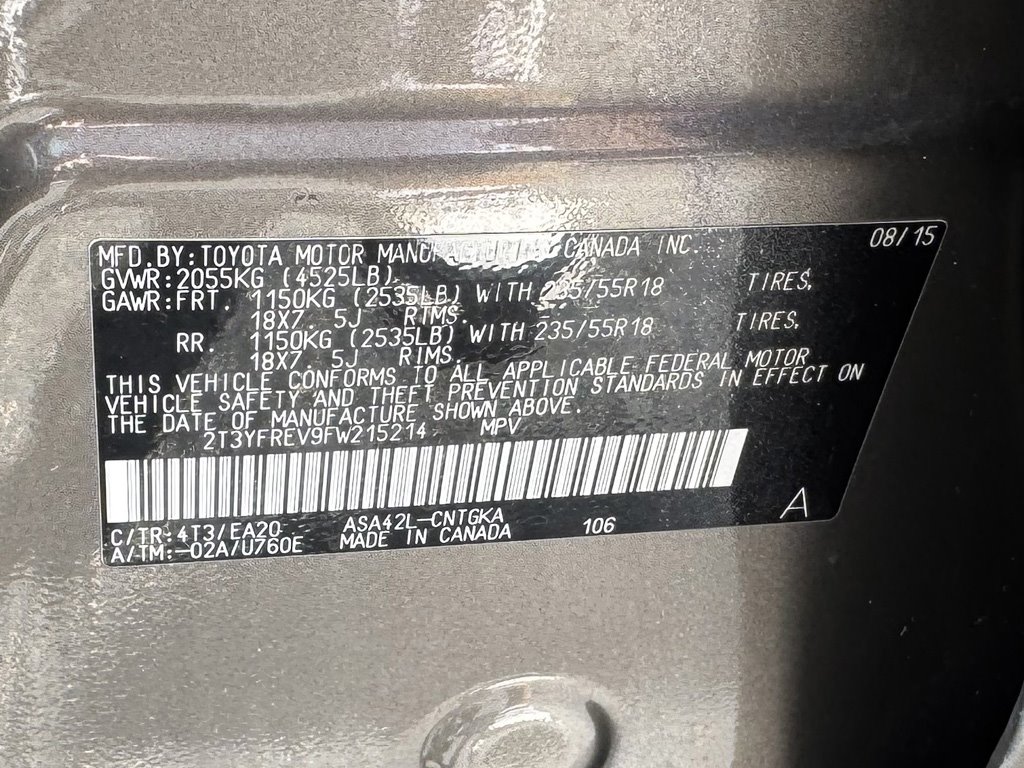 MFD.BY:TOYOTA MOTOR MANUFACTURING CANADA INC. 08/15
GVWR:2055KG (4525LB)
GAWR:FRT. 1150KG (2535LB) WITH 235/55R18 TIRES,
18X7. 5J RIMS.
RR. 1150KG (2535LB) WITH 235/55R18 TIRES,
18X7. 5J RIMS.
THIS VEHICLE CONFORMS TO ALL APPLICABLE FEDERAL MOTOR
VEHICLE SAFETY AND THEFT PREVENTION STANDARDS IN EFFECT ON
THE DATE OF MANUFACTURE SHOWN ABOVE.
2T3YFREV9FW215214 MPV
A
C/TR:4T3/EA20 ASA42L-CNTGKA 106
A/TM:-02A/U760E MADE IN CANADA